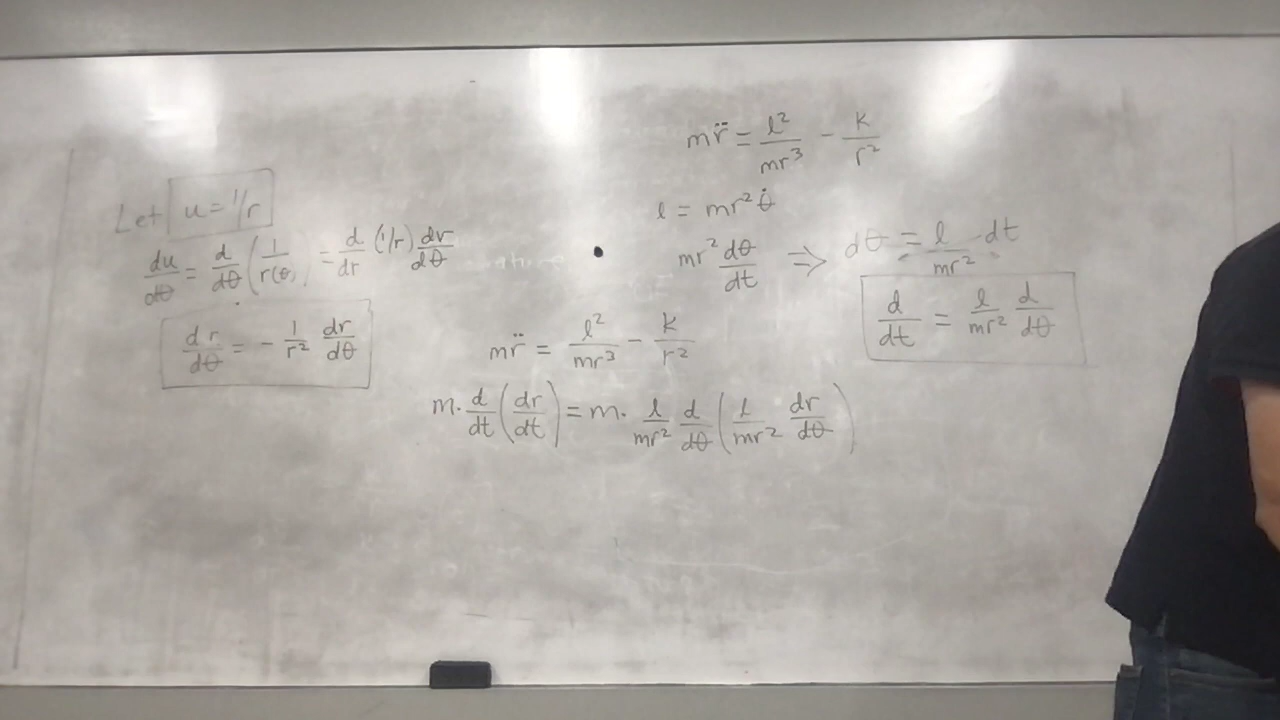 mr̈ = l²/mr³ − k/r²
l = mr²θ̇
mr² dθ/dt ⇒ dθ = l/mr² dt
d/dt = l/mr² d/dθ
Let u = 1/r
du/dθ = d/dθ (1/r(θ) = d/dr (1/r) dr/dθ
dr/dθ = − 1/r² dr/dθ
mr̈ = l²/mr³ − k/r²
m · d/dt (dr/dt) = m · l/mr² d/dθ (l/mr² dr/dθ)